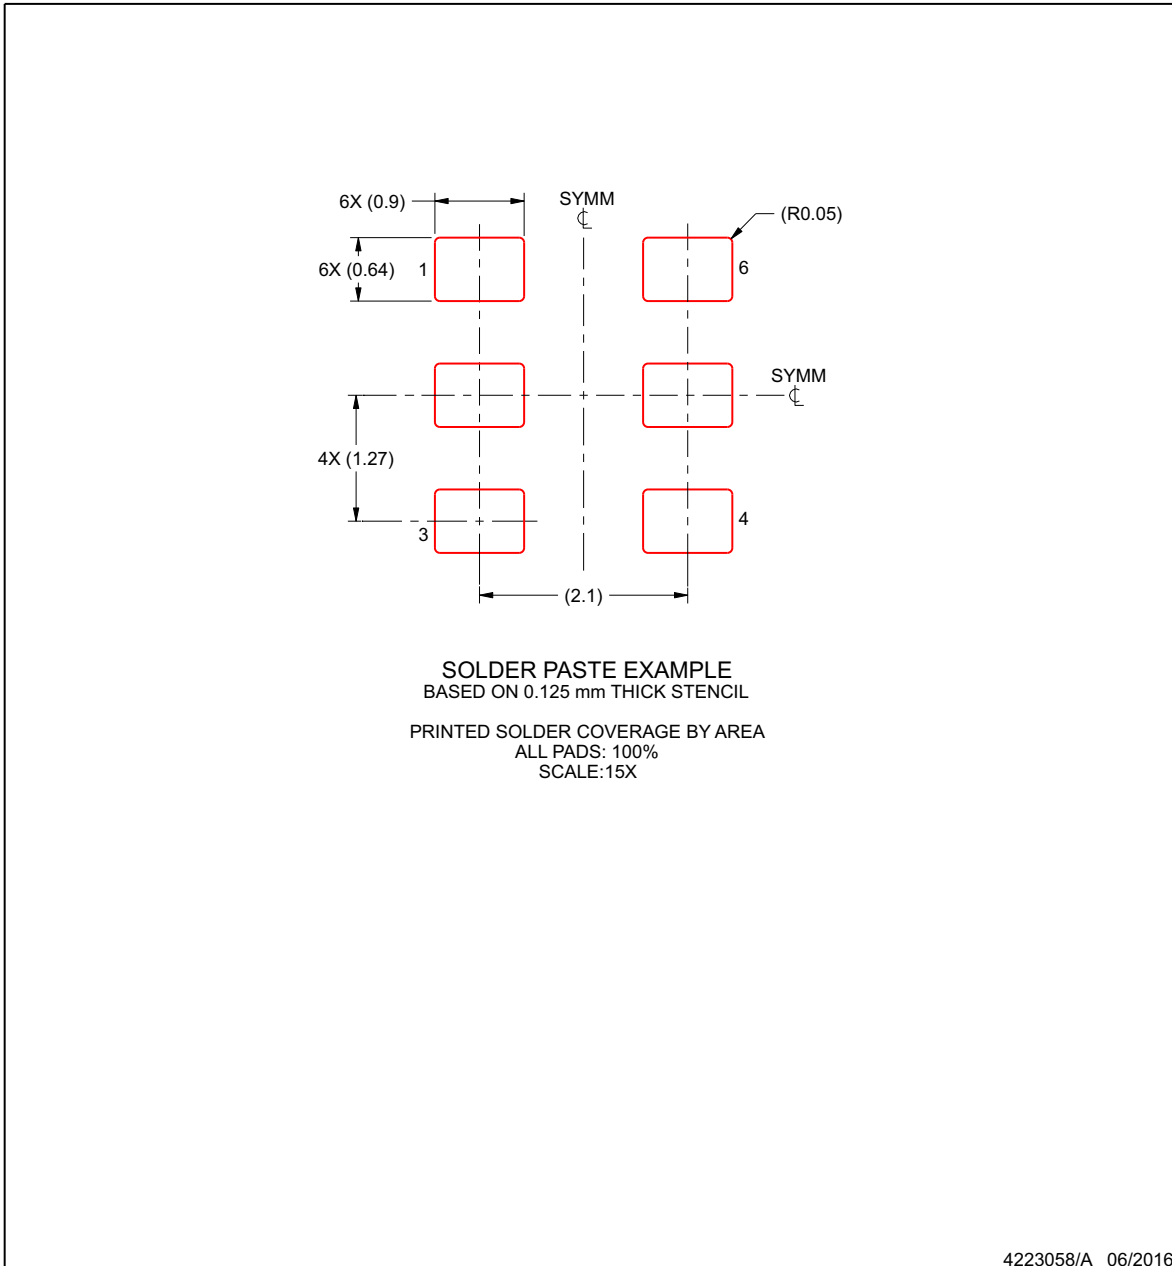 6X (0.9)
SYMM
(R0.05)
6X (0.64)
1
6
SYMM
4X (1.27)
3
4
(2.1)
SOLDER PASTE EXAMPLE
BASED ON 0.125 mm THICK STENCIL
PRINTED SOLDER COVERAGE BY AREA
ALL PADS: 100%
SCALE:15X
4223058/A 06/2016